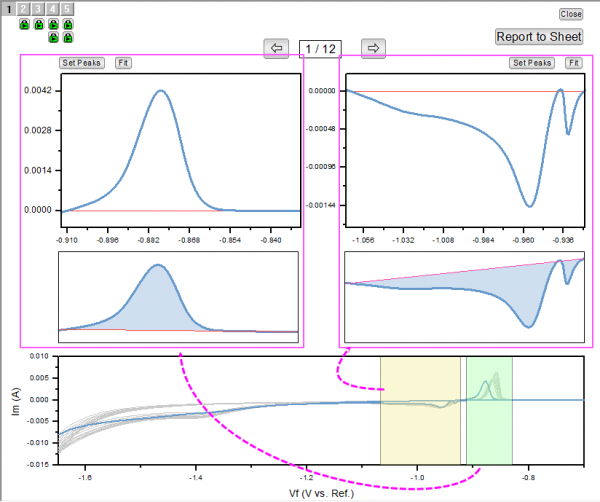 1 2 3 4 5
Close
Report to Sheet
1 / 12
Set Peaks Fit
Set Peaks Fit
0.0042
0.0028
0.0014
0.0000
-0.910 -0.896 -0.882 -0.868 -0.854 -0.840
0.00000
-0.00048
-0.00096
-0.00144
-1.056 -1.032 -1.008 -0.984 -0.960 -0.936
Im (A)
0.010
0.005
0.000
-0.005
-0.010
-0.015
-1.6 -1.4 -1.2 -1.0 -0.8
Vf (V vs. Ref.)